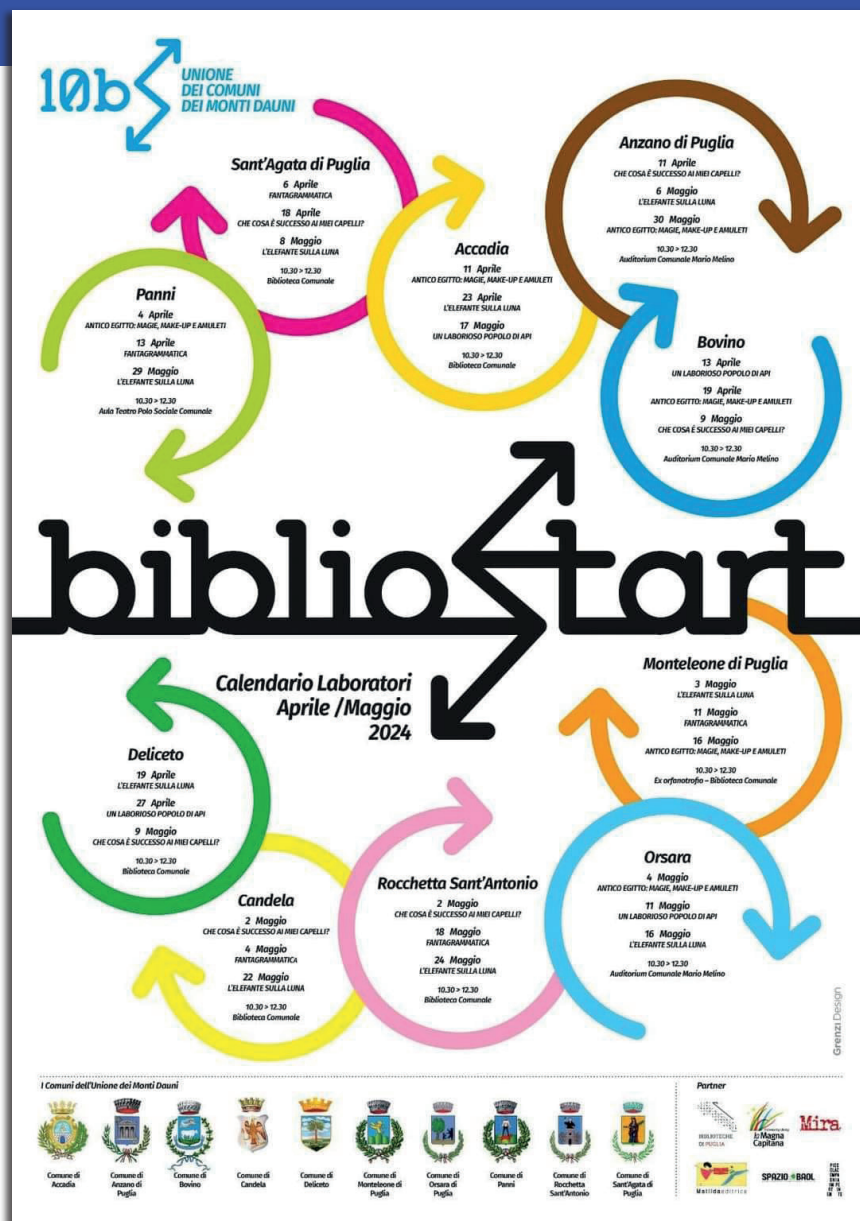 10b
UNIONE
DEI COMUNI
DEI MONTI DAUNI
Sant'Agata di Puglia
6 Aprile
FANTAGRAMMATICA
18 Aprile
CHE COSA È SUCCESSO AI MIEI CAPELLI?
8 Maggio
L'ELEFANTE SULLA LUNA
10.30 > 12.30
Biblioteca Comunale
Anzano di Puglia
11 Aprile
CHE COSA È SUCCESSO AI MIEI CAPELLI?
6 Maggio
L'ELEFANTE SULLA LUNA
30 Maggio
ANTICO EGITTO: MAGIE, MAKE-UP E AMULETI
10.30 > 12.30
Auditorium Comunale Mario Melino
Accadia
11 Aprile
ANTICO EGITTO: MAGIE, MAKE-UP E AMULETI
23 Aprile
L'ELEFANTE SULLA LUNA
17 Maggio
UN LABORIOSO POPOLO DI API
10.30 > 12.30
Biblioteca Comunale
Panni
4 Aprile
ANTICO EGITTO: MAGIE, MAKE-UP E AMULETI
13 Aprile
FANTAGRAMMATICA
29 Maggio
L'ELEFANTE SULLA LUNA
10.30 > 12.30
Aula Teatro Polo Sociale Comunale
Bovino
13 Aprile
UN LABORIOSO POPOLO DI API
19 Aprile
ANTICO EGITTO: MAGIE, MAKE-UP E AMULETI
9 Maggio
CHE COSA È SUCCESSO AI MIEI CAPELLI?
10.30 > 12.30
Auditorium Comunale Mario Melino
bibliostart
Calendario Laboratori
Aprile /Maggio
2024
Monteleone di Puglia
3 Maggio
L'ELEFANTE SULLA LUNA
11 Maggio
FANTAGRAMMATICA
16 Maggio
ANTICO EGITTO: MAGIE, MAKE-UP E AMULETI
10.30 > 12.30
Ex orfanotrofio – Biblioteca Comunale
Deliceto
19 Aprile
L'ELEFANTE SULLA LUNA
27 Aprile
UN LABORIOSO POPOLO DI API
9 Maggio
CHE COSA È SUCCESSO AI MIEI CAPELLI?
10.30 > 12.30
Biblioteca Comunale
Candela
2 Maggio
CHE COSA È SUCCESSO AI MIEI CAPELLI?
4 Maggio
FANTAGRAMMATICA
22 Maggio
L'ELEFANTE SULLA LUNA
10.30 > 12.30
Biblioteca Comunale
Rocchetta Sant'Antonio
2 Maggio
CHE COSA È SUCCESSO AI MIEI CAPELLI?
18 Maggio
FANTAGRAMMATICA
24 Maggio
L'ELEFANTE SULLA LUNA
10.30 > 12.30
Biblioteca Comunale
Orsara
4 Maggio
ANTICO EGITTO: MAGIE, MAKE-UP E AMULETI
11 Maggio
UN LABORIOSO POPOLO DI API
16 Maggio
L'ELEFANTE SULLA LUNA
10.30 > 12.30
Auditorium Comunale Mario Melino
Grenzi Design
I Comuni dell'Unione dei Monti Dauni
Comune di
Accadia
Comune di
Anzano di
Puglia
Comune di
Bovino
Comune di
Candela
Comune di
Deliceto
Comune di
Monteleone di
Puglia
Comune di
Orsara di
Puglia
Comune di
Panni
Comune di
Rocchetta
Sant'Antonio
Comune di
Sant'Agata di
Puglia
Partner
BIBLIOTECHE
DI PUGLIA
la Magna
Capitana
Mira
Matildaeditrice
SPAZIO BAOL